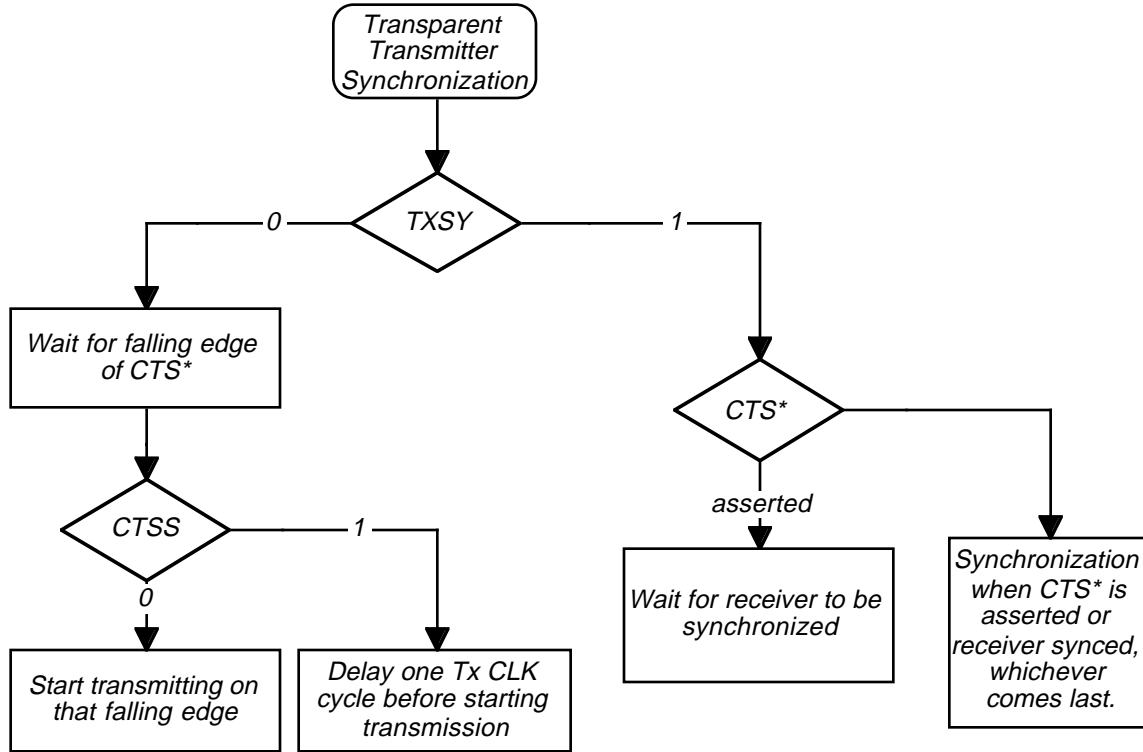 Transparent
Transmitter
Synchronization
TXSY
0
1
Wait for falling edge
of CTS*
CTS*
CTSS
1
0
asserted
Start transmitting on
that falling edge
Delay one Tx CLK
cycle before starting
transmission
Wait for receiver to be
synchronized
Synchronization
when CTS* is
asserted or
receiver synced,
whichever
comes last.